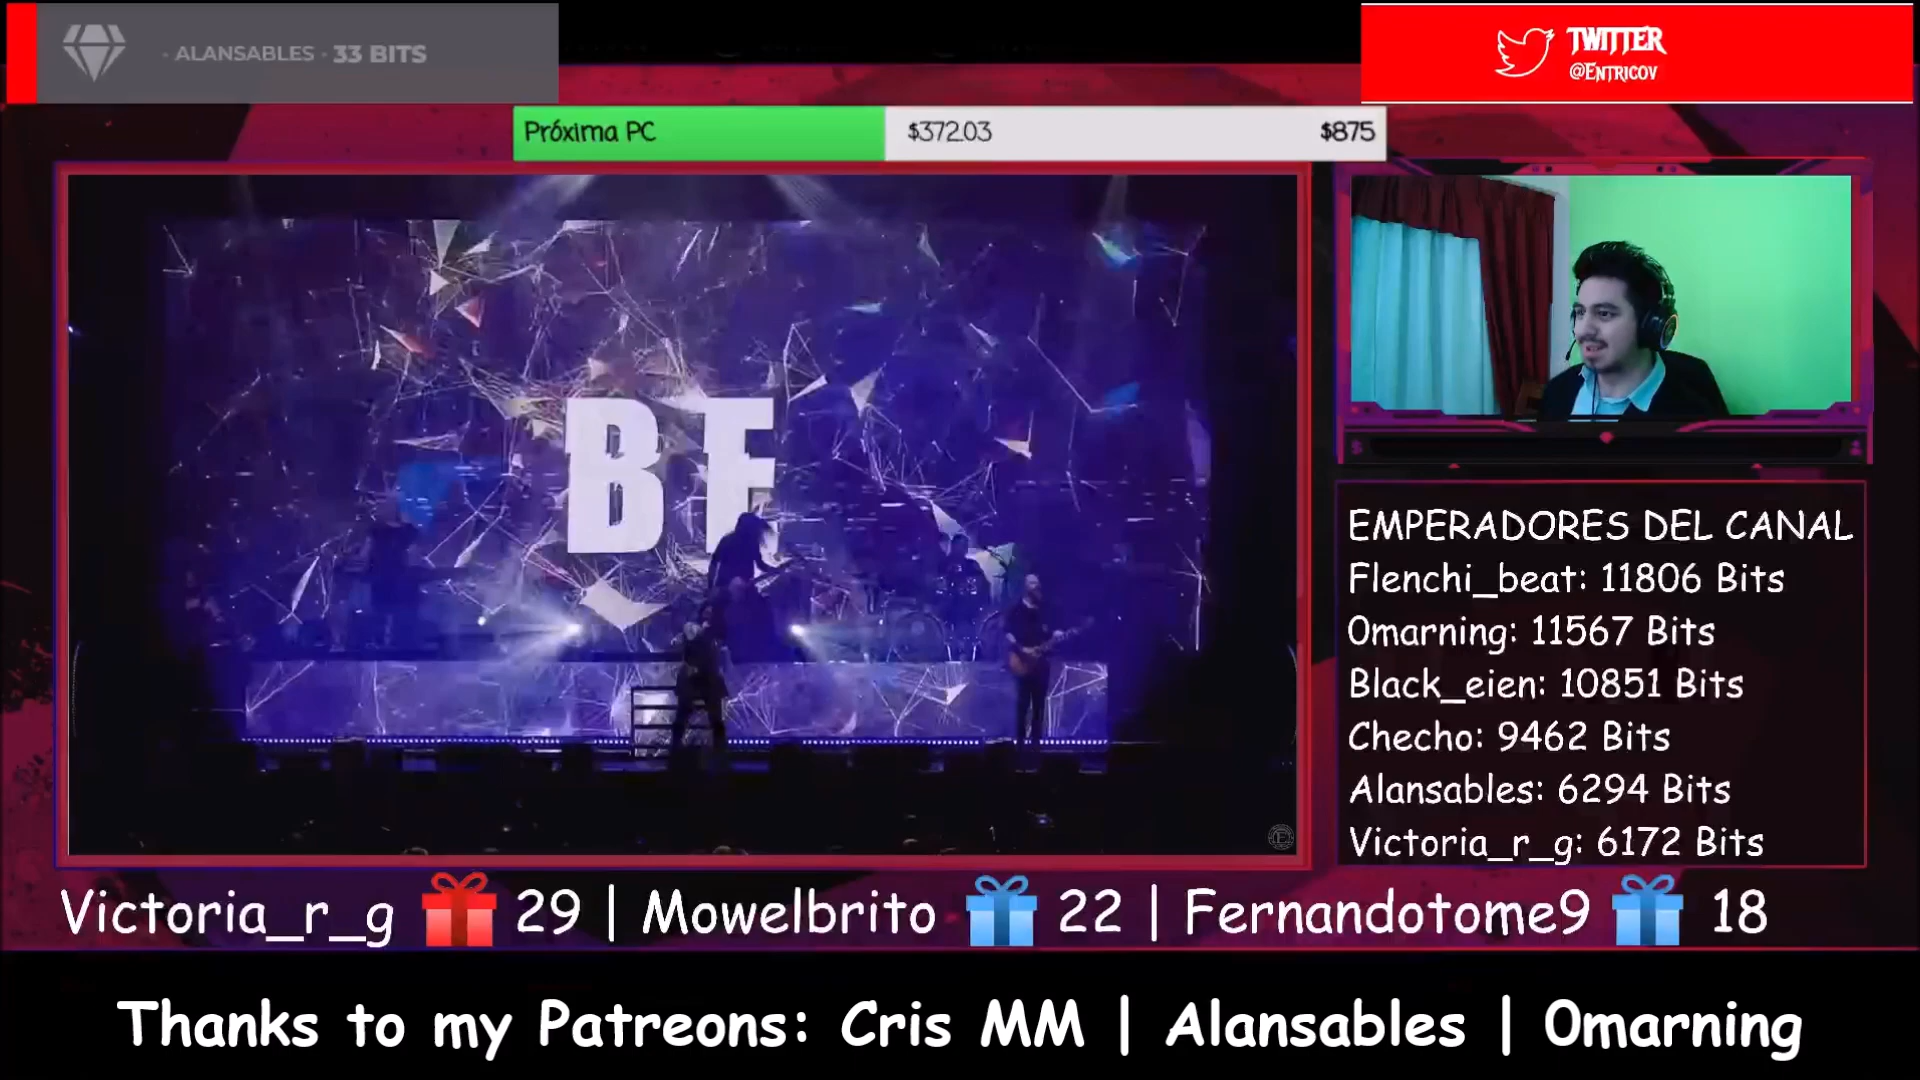 · ALANSABLES · 33 BITS
TWITTER
@ENTRICOV
Próxima PC $372.03 $875
BE
EMPERADORES DEL CANAL
Flenchi_beat: 11806 Bits
Omarning: 11567 Bits
Black_eien: 10851 Bits
Checho: 9462 Bits
Alansables: 6294 Bits
Victoria_r_g: 6172 Bits
Victoria_r_g 29 | Mowelbrito 22 | Fernandotome9 18
Thanks to my Patreons: Cris MM | Alansables | Omarning